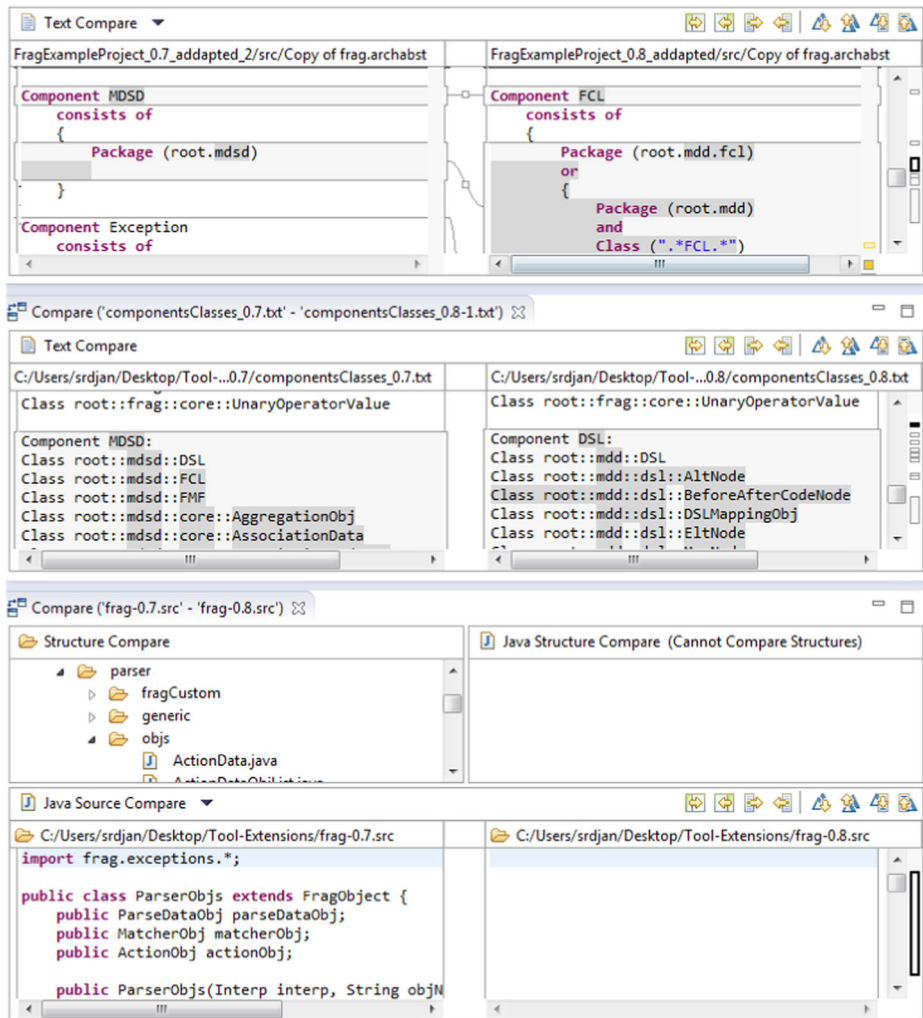 Text Compare
FragExampleProject_0.7_addapted_2/src/Copy of frag.archabst
FragExampleProject_0.8_addapted/src/Copy of frag.archabst
Component MDSD
consists of
{
Package (root.mdsd)
}
Component Exception
consists of
Component FCL
consists of
{
Package (root.mdd.fcl)
or
{
Package (root.mdd)
and
Class (".*FCL.*")
Compare ('componentsClasses_0.7.txt' - 'componentsClasses_0.8-1.txt')
Text Compare
C:/Users/srdjan/Desktop/Tool-...0.7/componentsClasses_0.7.txt
C:/Users/srdjan/Desktop/Tool-...0.8/componentsClasses_0.8.txt
Class root::frag::core::UnaryOperatorValue
Component MDSD:
Class root::mdsd::DSL
Class root::mdsd::FCL
Class root::mdsd::FMF
Class root::mdsd::core::AggregationObj
Class root::mdsd::core::AssociationData
Class root::frag::core::UnaryOperatorValue
Component DSL:
Class root::mdd::DSL
Class root::mdd::dsl::AltNode
Class root::mdd::dsl::BeforeAfterCodeNode
Class root::mdd::dsl::DSLMappingObj
Class root::mdd::dsl::EltNode
Compare ('frag-0.7.src' - 'frag-0.8.src')
Structure Compare
Java Structure Compare (Cannot Compare Structures)
parser
fragCustom
generic
objs
ActionData.java
Java Source Compare
C:/Users/srdjan/Desktop/Tool-Extensions/frag-0.7.src
C:/Users/srdjan/Desktop/Tool-Extensions/frag-0.8.src
import frag.exceptions.*;
public class ParserObjs extends FragObject {
public ParseDataObj parseDataObj;
public MatcherObj matcherObj;
public ActionObj actionObj;
public ParserObjs(Interp interp, String objN